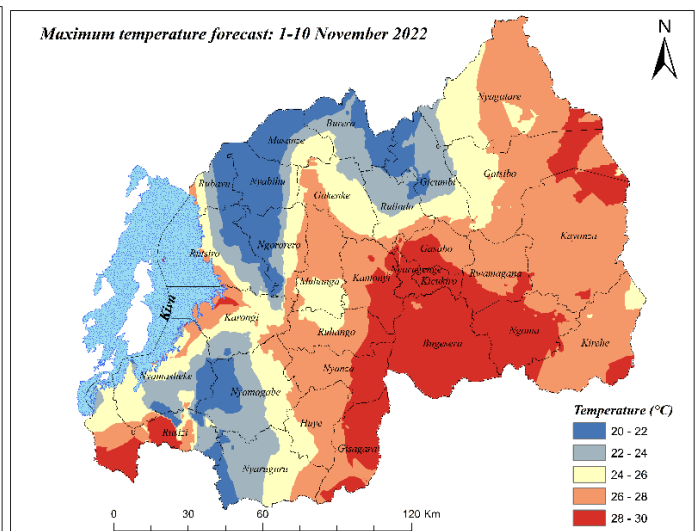 Maximum temperature forecast: 1-10 November 2022
N
Nyagatare
Burera
Musanze
Rubavu
Nyabihu
Gicumbi
Gatsibo
Gakenke
Rulindo
Rutsiro
Ngororero
Kayonza
Gasabo
Muhanga
Kamonyi
Nyarugenge
Kicukiro
Rwamagana
Kivu
Karongi
Ruhango
Bugesera
Ngoma
Kirehe
Nyamasheke
Nyamagabe
Nyanza
Rusizi
Huye
Gisagara
Nyaruguru
Temperature (°C)
20 - 22
22 - 24
24 - 26
26 - 28
28 - 30
0 30 60 120 Km